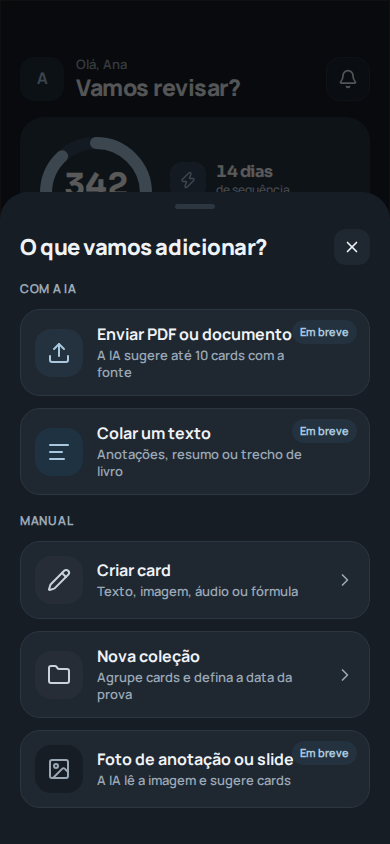 Olá, Ana
A
Vamos revisar?
342
14 dias
de sequência
O que vamos adicionar?
COM A IA
Enviar PDF ou documento
Em breve
A IA sugere até 10 cards com a
fonte
Colar um texto
Em breve
Anotações, resumo ou trecho de
livro
MANUAL
Criar card
Texto, imagem, áudio ou fórmula
Nova coleção
Agrupe cards e defina a data da
prova
Foto de anotação ou slide
Em breve
A IA lê a imagem e sugere cards